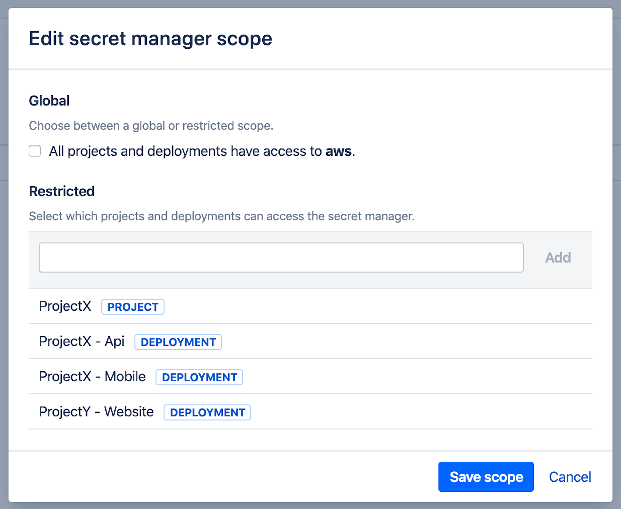 Edit secret manager scope
Global
Choose between a global or restricted scope.
All projects and deployments have access to aws.
Restricted
Select which projects and deployments can access the secret manager.
Add
ProjectX PROJECT
ProjectX - Api DEPLOYMENT
ProjectX - Mobile DEPLOYMENT
ProjectY - Website DEPLOYMENT
Save scope Cancel